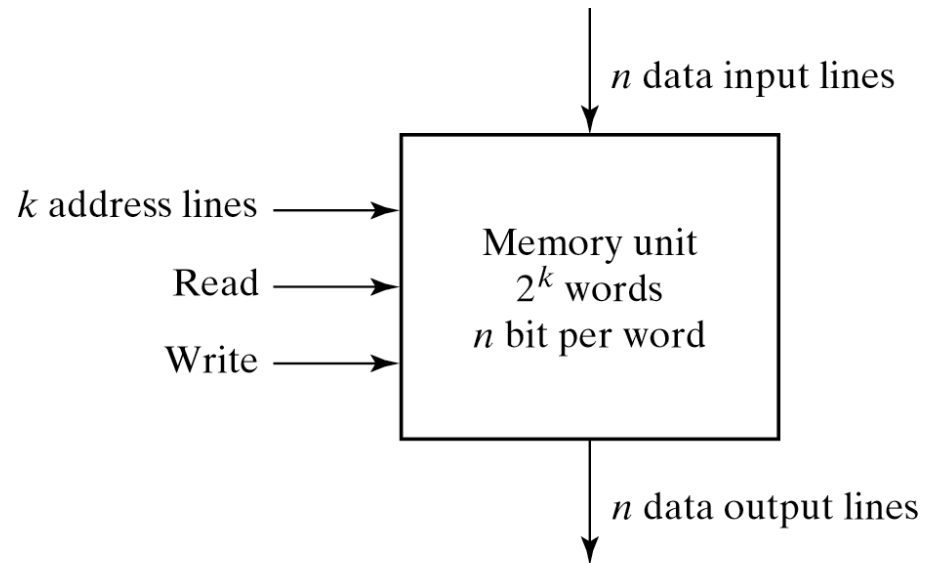 n data input lines
k address lines
Read
Write
Memory unit
2^k words
n bit per word
n data output lines